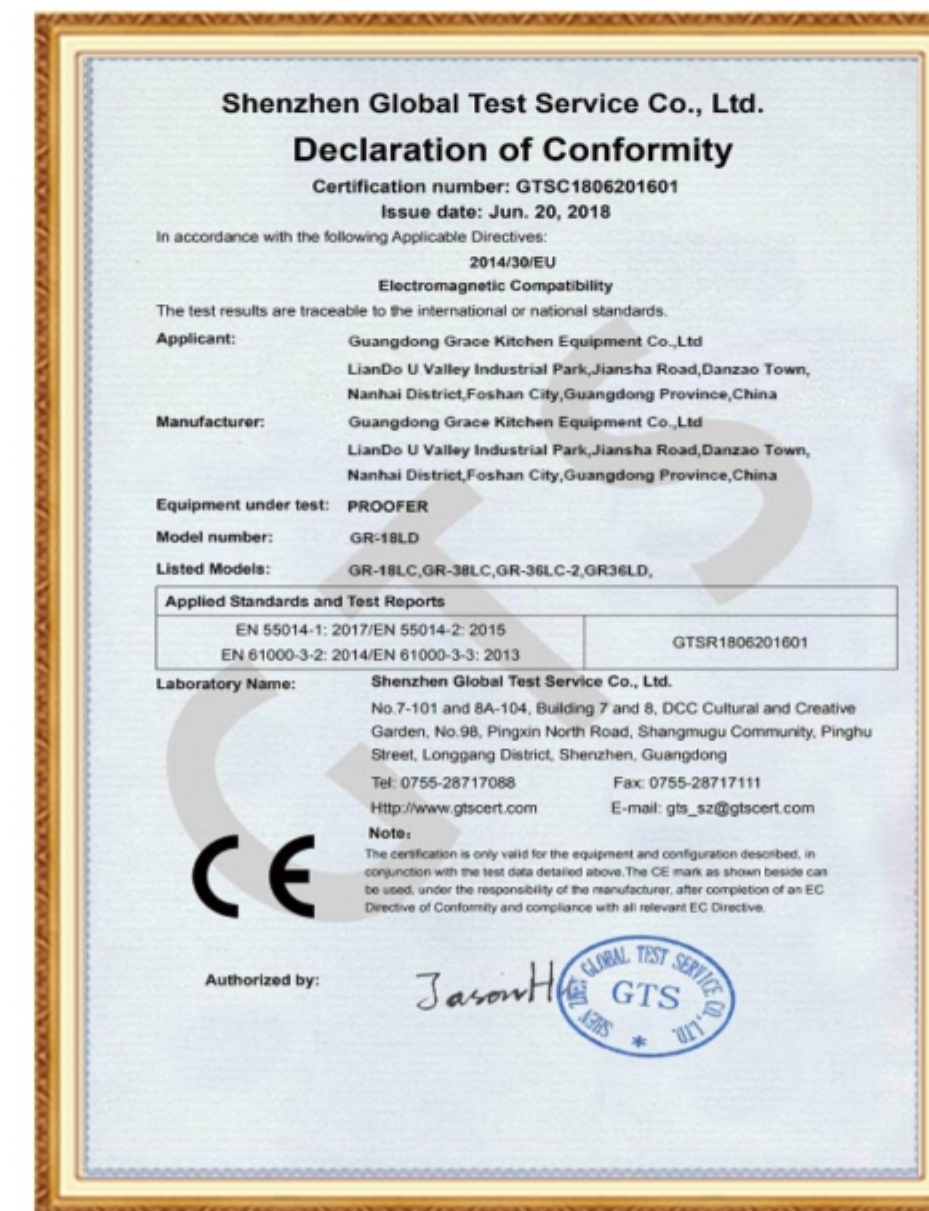 Shenzhen Global Test Service Co., Ltd.
Declaration of Conformity
Certification number: GTSC1806201601
Issue date: Jun. 20, 2018
In accordance with the following Applicable Directives:
2014/30/EU
Electromagnetic Compatibility
The test results are traceable to the international or national standards.
Applicant: Guangdong Grace Kitchen Equipment Co.,Ltd
LianDo U Valley Industrial Park,Jiansha Road,Danzao Town,
Nanhai District,Foshan City,Guangdong Province,China
Manufacturer: Guangdong Grace Kitchen Equipment Co.,Ltd
LianDo U Valley Industrial Park,Jiansha Road,Danzao Town,
Nanhai District,Foshan City,Guangdong Province,China
Equipment under test: PROOFER
Model number: GR-18LD
Listed Models: GR-18LC,GR-38LC,GR-36LC-2,GR36LD,
Applied Standards and Test Reports
EN 55014-1: 2017/EN 55014-2: 2015
EN 61000-3-2: 2014/EN 61000-3-3: 2013
GTSR1806201601
Laboratory Name: Shenzhen Global Test Service Co., Ltd.
No.7-101 and 8A-104, Building 7 and 8, DCC Cultural and Creative
Garden, No.98, Pingxin North Road, Shangmugu Community, Pinghu
Street, Longgang District, Shenzhen, Guangdong
Tel: 0755-28717088 Fax: 0755-28717111
Http://www.gtscert.com E-mail: gts_sz@gtscert.com
Note:
The certification is only valid for the equipment and configuration described, in
conjunction with the test data detailed above.The CE mark as shown beside can
be used, under the responsibility of the manufacturer, after completion of an EC
Directive of Conformity and compliance with all relevant EC Directive.
CE
Authorized by: Jason
SHEN ZHEN GLOBAL TEST SERVICE CO., LTD.
GTS
GTS